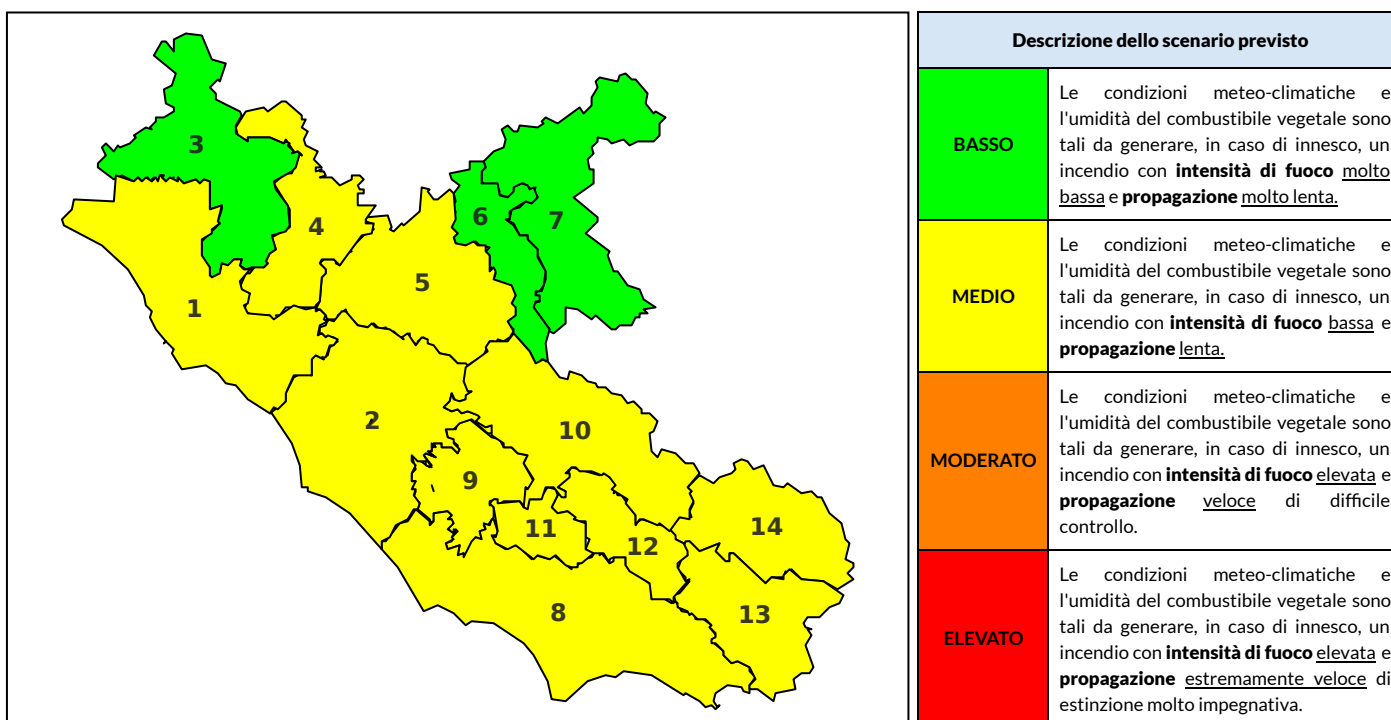 3
4
6
7
5
1
2
10
9
11
12
14
8
13
Descrizione dello scenario previsto
BASSO
Le condizioni meteo-climatiche e
l'umidità del combustibile vegetale sono
tali da generare, in caso di innesco, un
incendio con intensità di fuoco molto
bassa e propagazione molto lenta.
MEDIO
Le condizioni meteo-climatiche e
l'umidità del combustibile vegetale sono
tali da generare, in caso di innesco, un
incendio con intensità di fuoco bassa e
propagazione lenta.
MODERATO
Le condizioni meteo-climatiche e
l'umidità del combustibile vegetale sono
tali da generare, in caso di innesco, un
incendio con intensità di fuoco elevata e
propagazione veloce di difficile
controllo.
ELEVATO
Le condizioni meteo-climatiche e
l'umidità del combustibile vegetale sono
tali da generare, in caso di innesco, un
incendio con intensità di fuoco elevata e
propagazione estremamente veloce di
estinzione molto impegnativa.